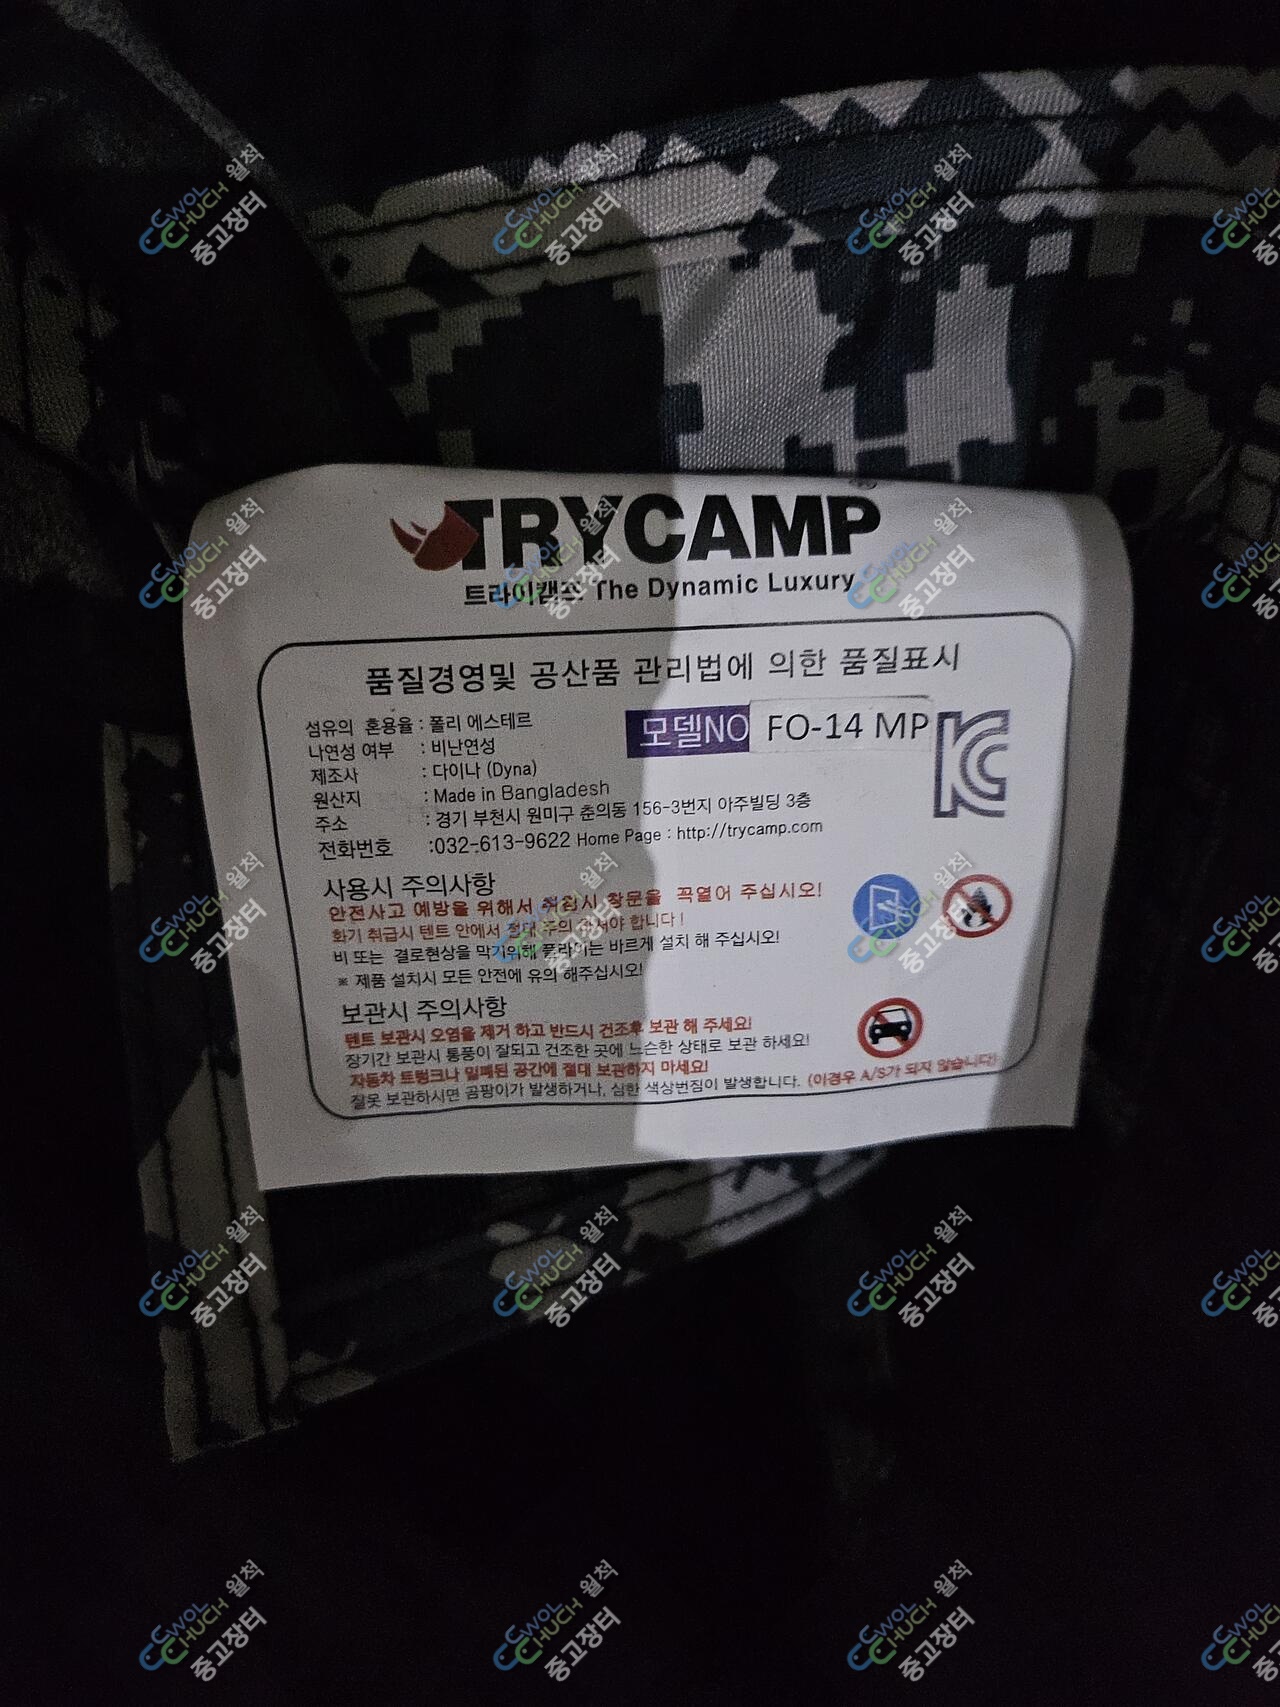 TRYCAMP
트라이캠프 The Dynamic Luxury
품질경영및 공산품 관리법에 의한 품질표시
섬유의 혼용율 : 폴리 에스테르
모델NO FO-14 MP
나연성 여부 : 비난연성
제조사 : 다이나 (Dyna)
원산지 : Made in Bangladesh
주소 : 경기 부천시 원미구 춘의동 156-3번지 아주빌딩 3층
전화번호 :032-613-9622 Home Page : http://trycamp.com
사용시 주의사항
안전사고 예방을 위해서 취침시 창문을 꼭열어 주십시오!
화기 취급시 텐트 안에서 절대 주의 하셔야 합니다 !
비 또는 결로현상을 막기위해 플라이는 바르게 설치 해 주십시오!
※ 제품 설치시 모든 안전에 유의 해주십시오!
보관시 주의사항
텐트 보관시 오염을 제거 하고 반드시 건조후 보관 해 주세요!
장기간 보관시 통풍이 잘되고 건조한 곳에 느슨한 상태로 보관 하세요!
자동차 트렁크나 밀폐된 공간에 절대 보관하지 마세요!
잘못 보관하시면 곰팡이가 발생하거나, 심한 색상번짐이 발생합니다. (이경우 A/S가 되지 않습니다)
CWOL CHUCH 월척 중고장터